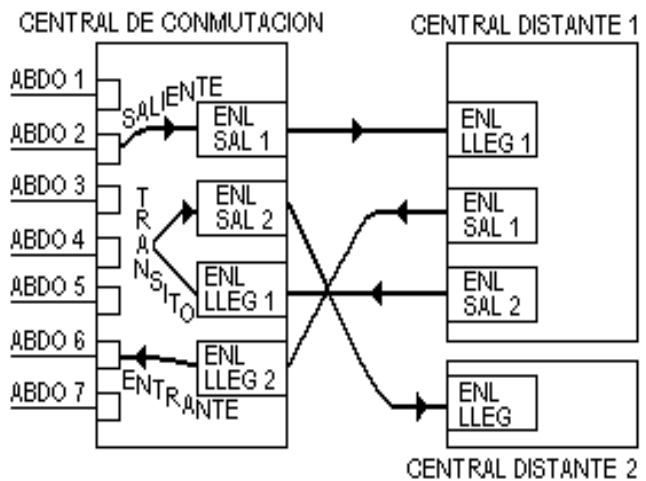 CENTRAL DE CONMUTACION
CENTRAL DISTANTE 1
ABDO 1
ABDO 2
ABDO 3
ABDO 4
ABDO 5
ABDO 6
ABDO 7
SALIENTE
TRANSITO
ENTRANTE
ENL
SAL 1
ENL
SAL 2
ENL
LLEG 1
ENL
LLEG 2
ENL
LLEG 1
ENL
SAL 1
ENL
SAL 2
ENL
LLEG
CENTRAL DISTANTE 2